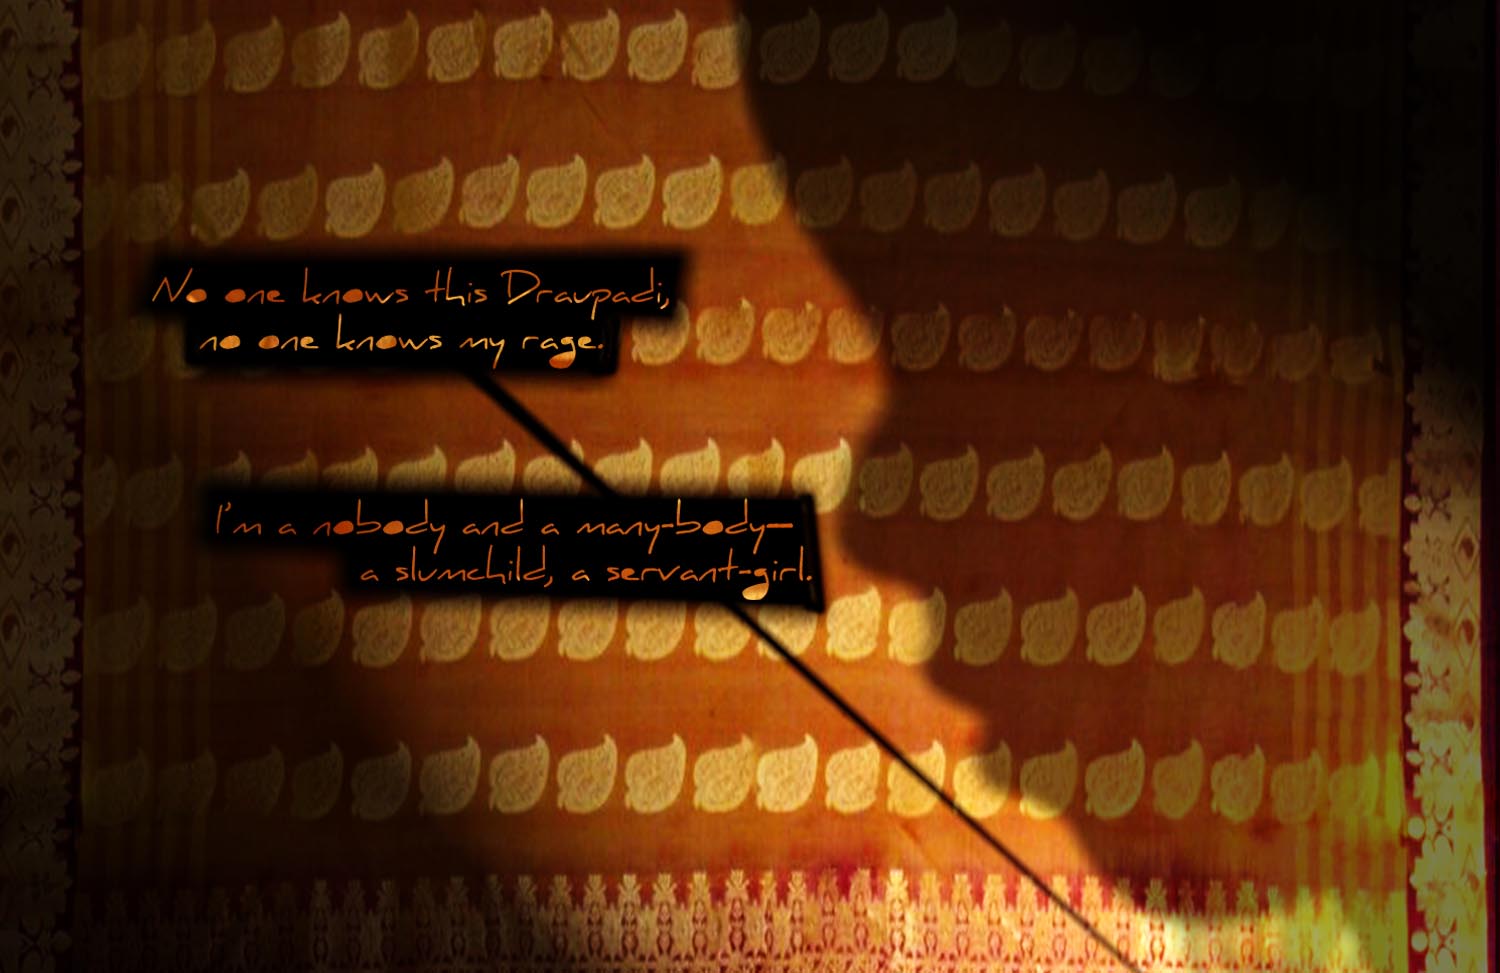 No one knows this Draupadi,
no one knows my rage.
I'm a nobody and a many-body—
a slumchild, a servant-girl.